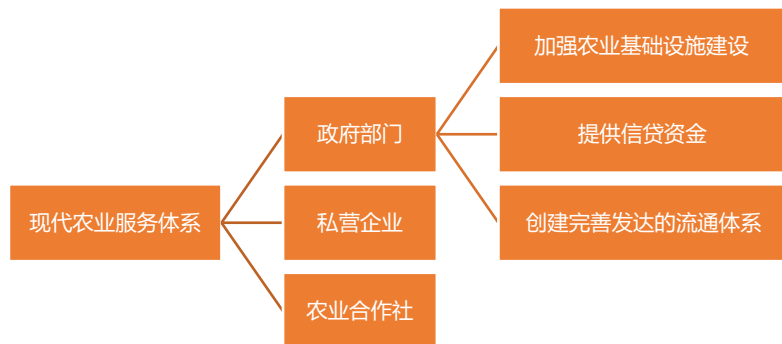 现代农业服务体系
政府部门
私营企业
农业合作社
加强农业基础设施建设
提供信贷资金
创建完善发达的流通体系